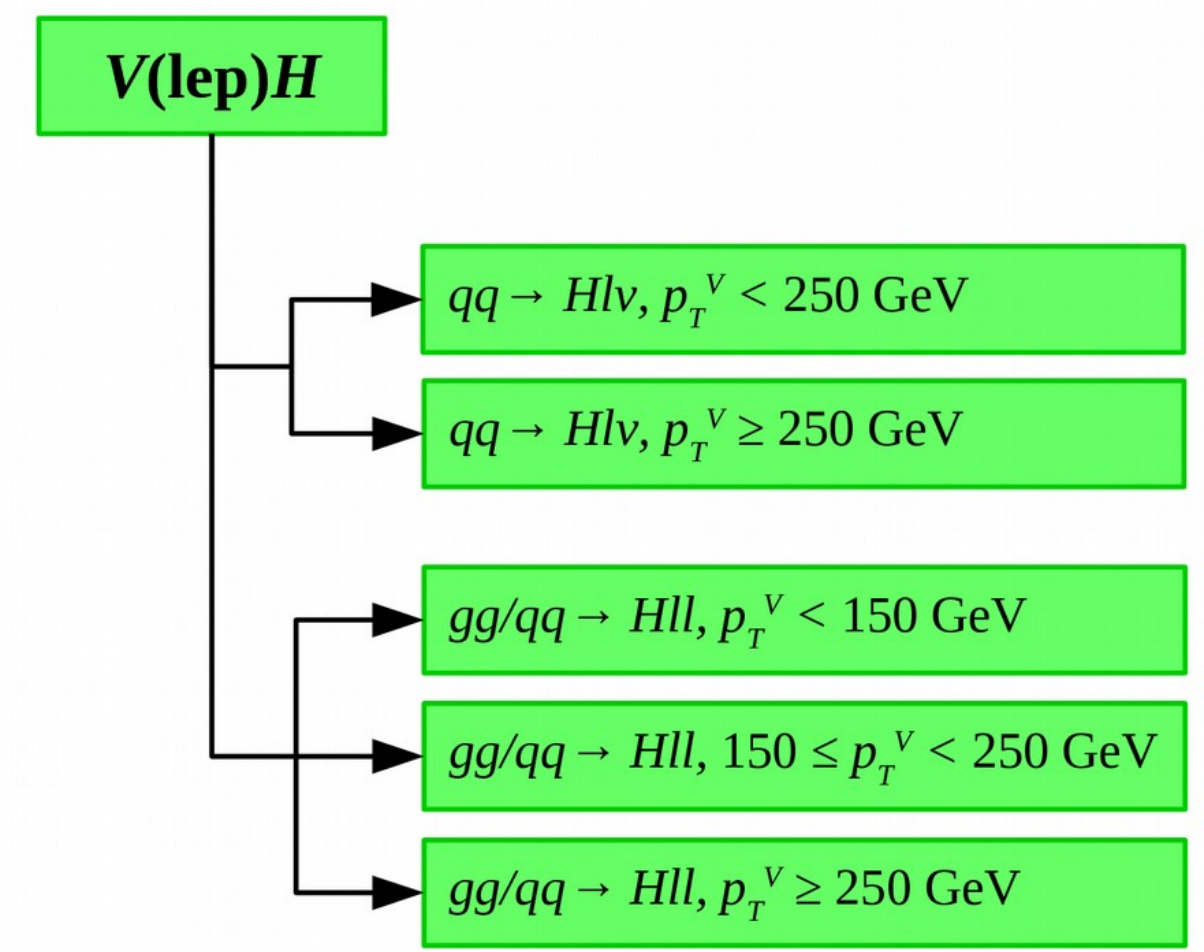 V(lep)H
qq → Hlν, p_T^V < 250 GeV
qq → Hlν, p_T^V ≥ 250 GeV
gg/qq → Hll, p_T^V < 150 GeV
gg/qq → Hll, 150 ≤ p_T^V < 250 GeV
gg/qq → Hll, p_T^V ≥ 250 GeV